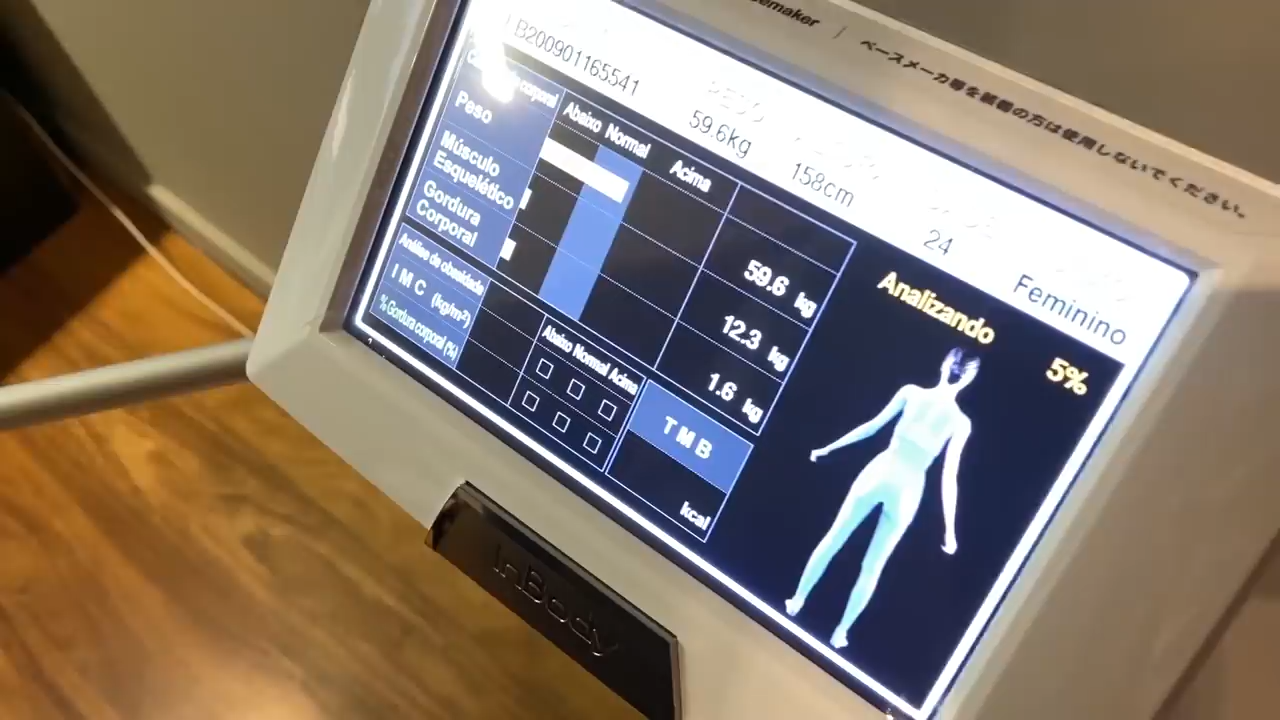 ペースメーカ等を装着の方は使用しないでください。
B200901165541
59.6kg
158cm
24
Feminino
corporal
Abaixo Normal Acima
Peso
59.6 kg
Músculo
Esquelético
12.3 kg
Gordura
Corporal
1.6 kg
Análise de obesidade
Abaixo Normal Acima
I M C (kg/m²)
% Gordura corporal (%)
T M B
kcal
Analizando
5%
InBody